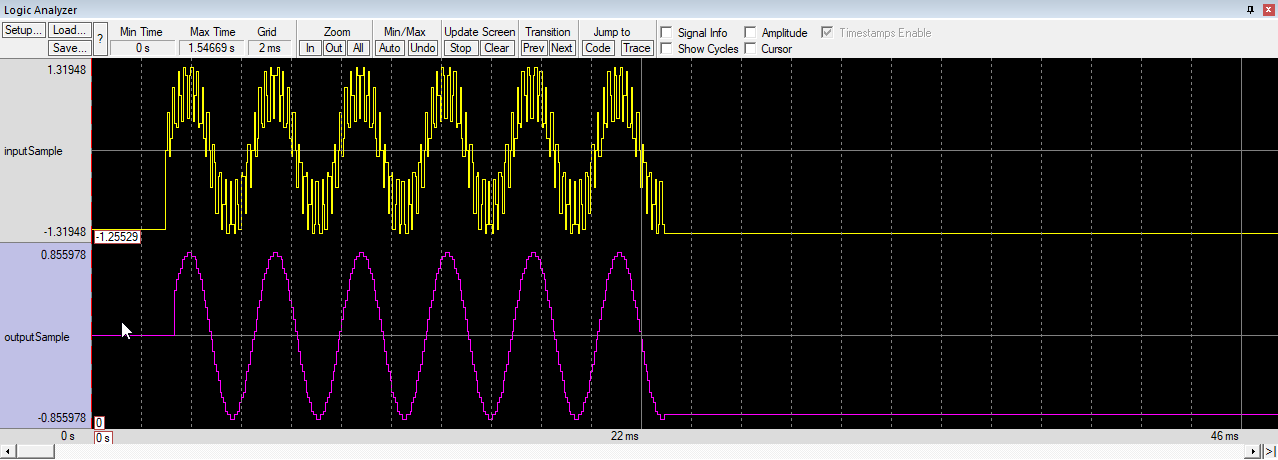 Logic Analyzer
Setup... Load... Save... ? Min Time Max Time Grid Zoom Min/Max Update Screen Transition Jump to Signal Info Amplitude Timestamps Enable
0 s 1.54669 s 2 ms In Out All Auto Undo Stop Clear Prev Next Code Trace Show Cycles Cursor
1.31948
inputSample
-1.31948
-1.25529
0.855978
outputSample
-0.855978
0
0 s 0 s 22 ms 46 ms
>|